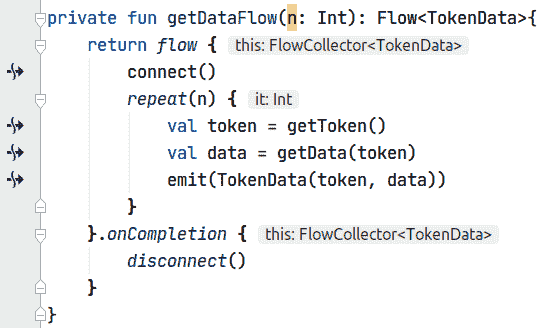 private fun getDataFlow(n: Int): Flow<TokenData>{
return flow { this: FlowCollector<TokenData>
connect()
repeat(n) { it: Int
val token = getToken()
val data = getData(token)
emit(TokenData(token, data))
}
}.onCompletion { this: FlowCollector<TokenData>
disconnect()
}
}